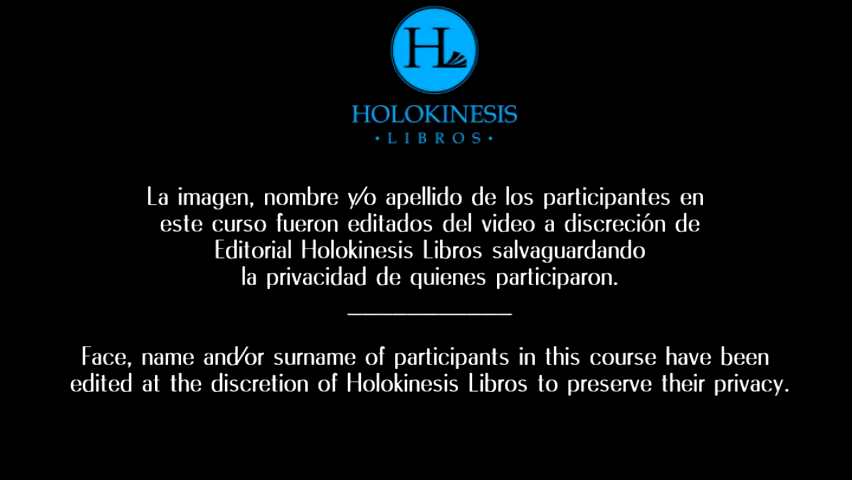 HL
HOLOKINESIS
• LIBROS •
La imagen, nombre y/o apellido de los participantes en
este curso fueron editados del video a discreción de
Editorial Holokinesis Libros salvaguardando
la privacidad de quienes participaron.
Face, name and/or surname of participants in this course have been
edited at the discretion of Holokinesis Libros to preserve their privacy.